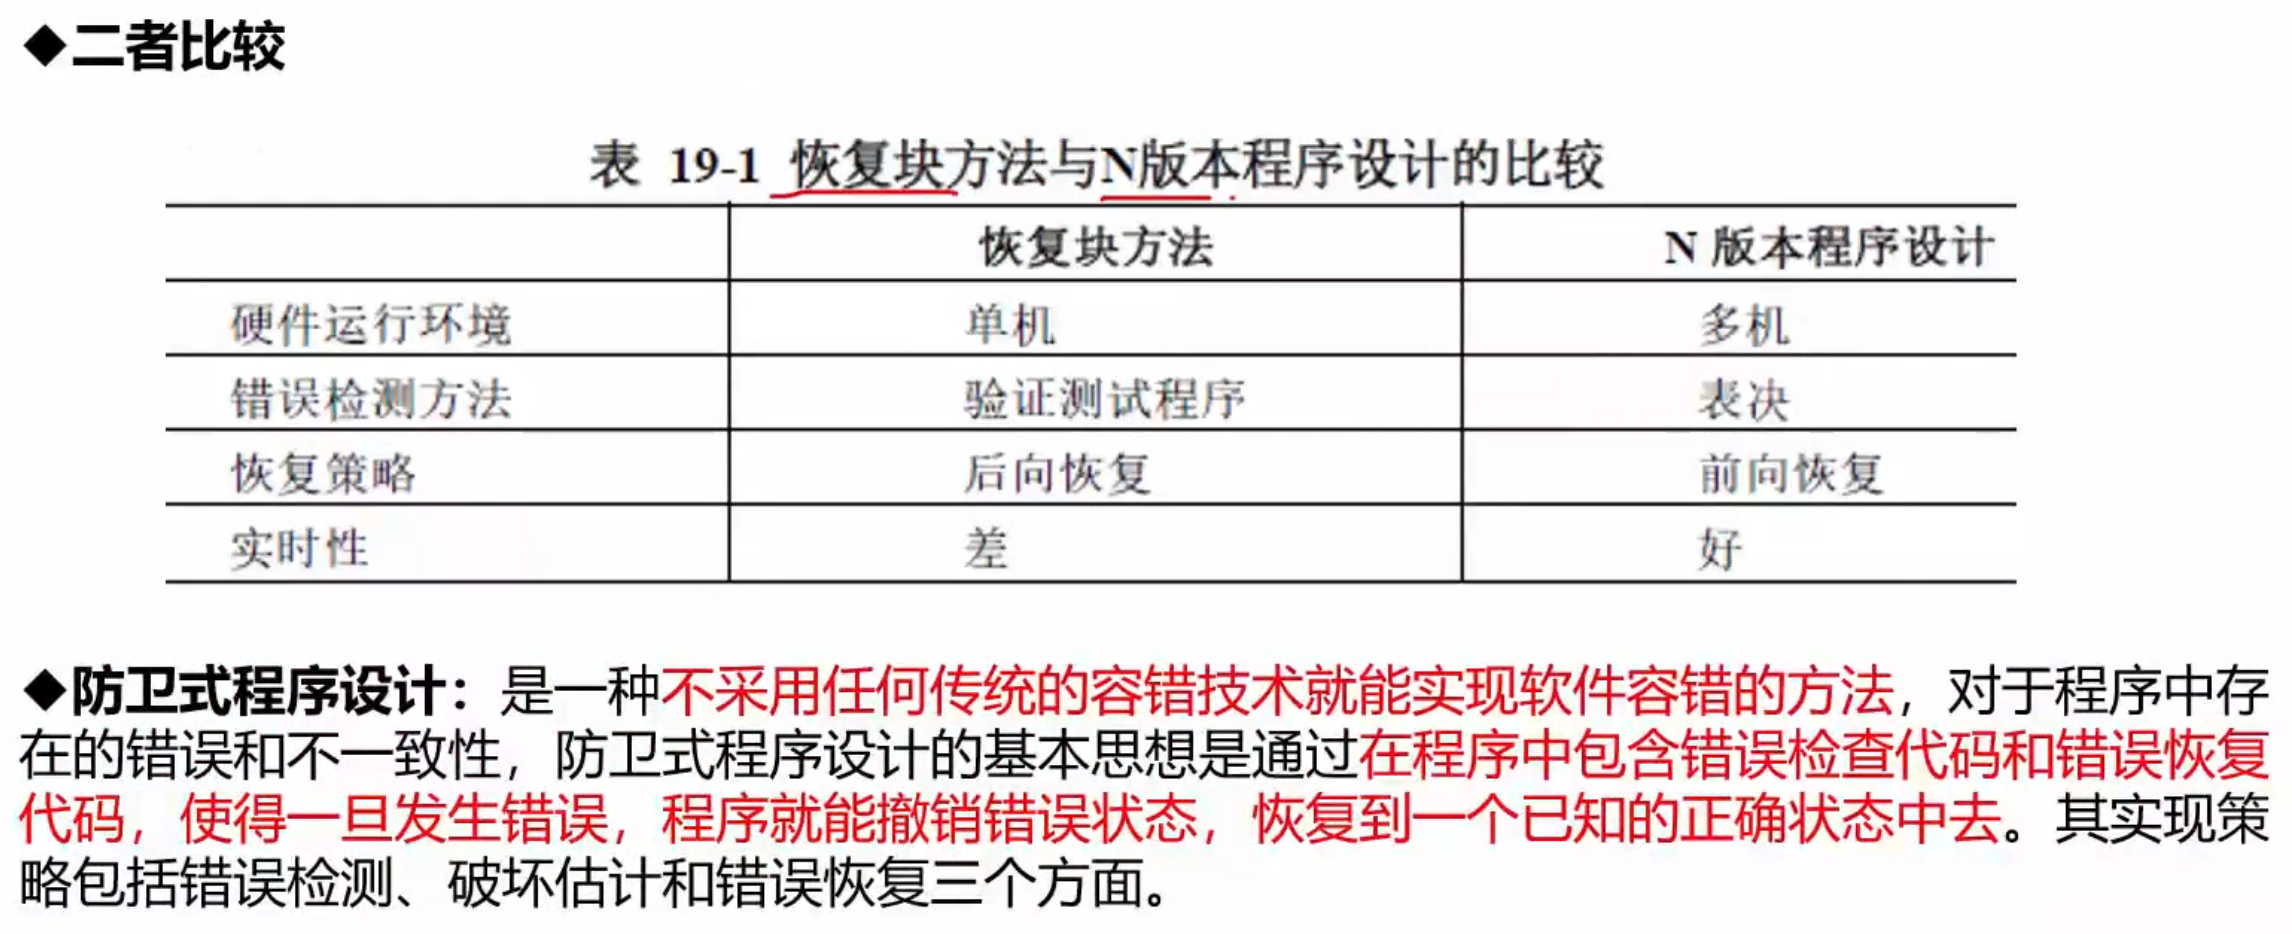 ◆二者比较
表 19-1 恢复块方法与N版本程序设计的比较
恢复块方法 N 版本程序设计
硬件运行环境 单机 多机
错误检测方法 验证测试程序 表决
恢复策略 后向恢复 前向恢复
实时性 差 好
◆防卫式程序设计：是一种不采用任何传统的容错技术就能实现软件容错的方法，对于程序中存
在的错误和不一致性，防卫式程序设计的基本思想是通过在程序中包含错误检查代码和错误恢复
代码，使得一旦发生错误，程序就能撤销错误状态，恢复到一个已知的正确状态中去。其实现策
略包括错误检测、破坏估计和错误恢复三个方面。